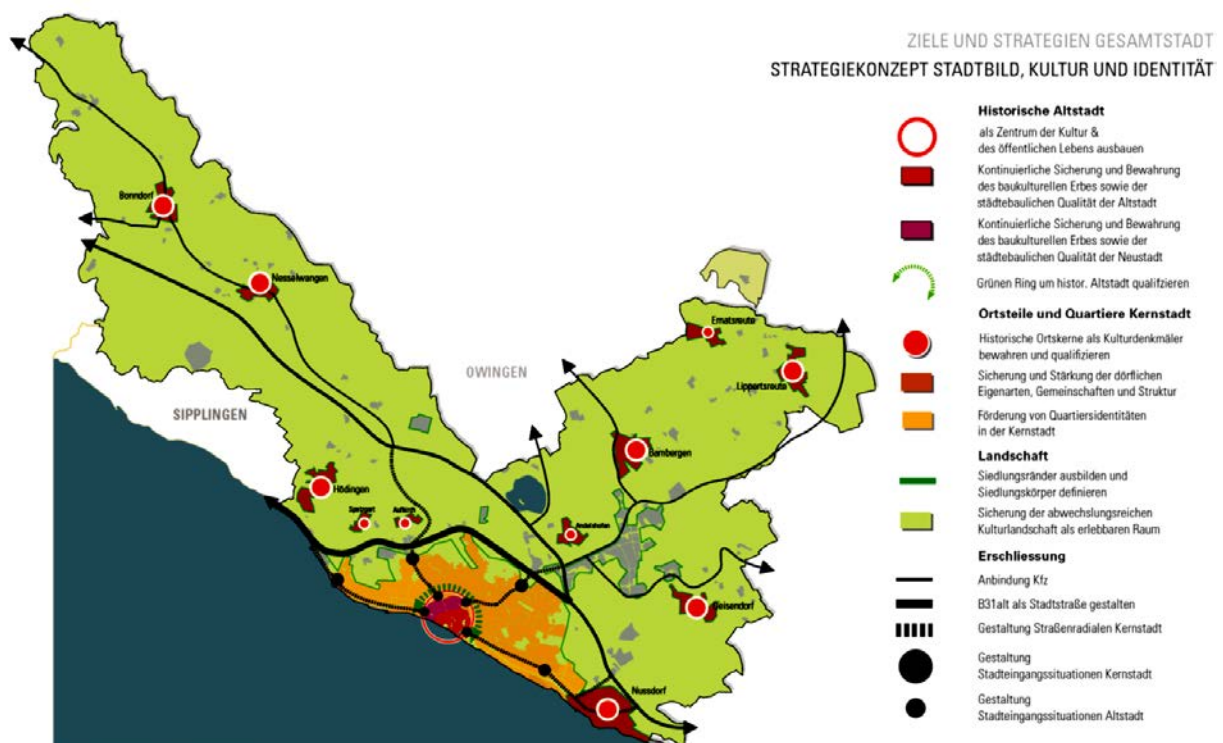 ZIELE UND STRATEGIEN GESAMTSTADT
STRATEGIEKONZEPT STADTBILD, KULTUR UND IDENTITÄT
Historische Altstadt
als Zentrum der Kultur &
des öffentlichen Lebens ausbauen
Kontinuierliche Sicherung und Bewahrung
des baukulturellen Erbes sowie der
städtebaulichen Qualität der Altstadt
Kontinuierliche Sicherung und Bewahrung
des baukulturellen Erbes sowie der
städtebaulichen Qualität der Neustadt
Grünen Ring um histor. Altstadt qualifzieren
Ortsteile und Quartiere Kernstadt
Historische Ortskerne als Kulturdenkmäler
bewahren und qualifizieren
Sicherung und Stärkung der dörflichen
Eigenarten, Gemeinschaften und Struktur
Förderung von Quartiersidentitäten
in der Kernstadt
Landschaft
Siedlungsränder ausbilden und
Siedlungskörper definieren
Sicherung der abwechslungsreichen
Kulturlandschaft als erlebbaren Raum
Erschliessung
Anbindung Kfz
B31alt als Stadtstraße gestalten
Gestaltung Straßenradialen Kernstadt
Gestaltung
Stadteingangssituationen Kernstadt
Gestaltung
Stadteingangssituationen Altstadt
Bonndorf
Nesselwangen
Ernatsreute
OWINGEN
Lippertsreute
SIPPLINGEN
Bambergen
Hödingen
Aufkirch
Andelshofen
Deisendorf
Nussdorf